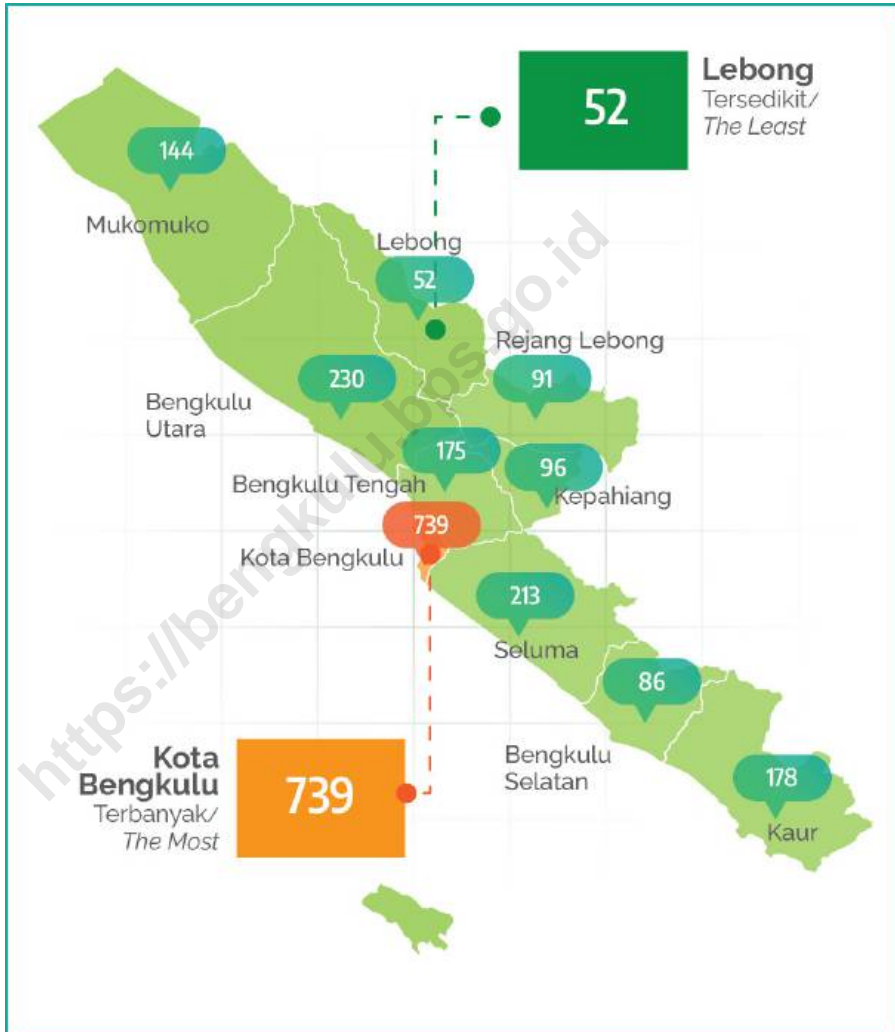 52
Lebong
Tersedikit/
The Least
144
Mukomuko
Lebong
52
Rejang Lebong
91
230
Bengkulu
Utara
175
Bengkulu Tengah
96
Kepahiang
739
Kota Bengkulu
213
Seluma
86
Bengkulu
Selatan
178
Kaur
Kota
Bengkulu
Terbanyak/
The Most
739
https://bengkulu.bps.go.id